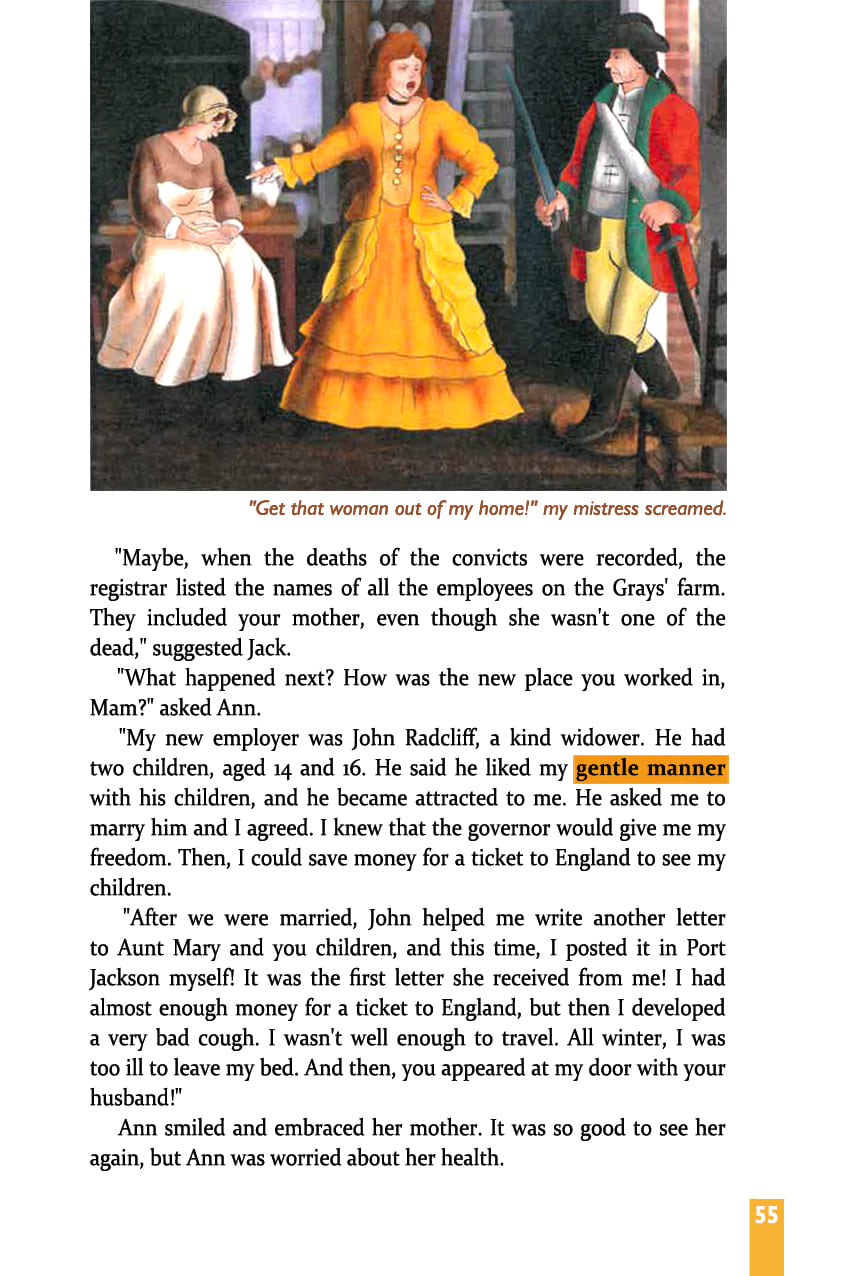 "Get that woman out of my home!" my mistress screamed.
"Maybe, when the deaths of the convicts were recorded, the
registrar listed the names of all the employees on the Grays' farm.
They included your mother, even though she wasn't one of the
dead," suggested Jack.
"What happened next? How was the new place you worked in,
Mam?" asked Ann.
"My new employer was John Radcliff, a kind widower. He had
two children, aged 14 and 16. He said he liked my gentle manner
with his children, and he became attracted to me. He asked me to
marry him and I agreed. I knew that the governor would give me my
freedom. Then, I could save money for a ticket to England to see my
children.
"After we were married, John helped me write another letter
to Aunt Mary and you children, and this time, I posted it in Port
Jackson myself! It was the first letter she received from me! I had
almost enough money for a ticket to England, but then I developed
a very bad cough. I wasn't well enough to travel. All winter, I was
too ill to leave my bed. And then, you appeared at my door with your
husband!"
Ann smiled and embraced her mother. It was so good to see her
again, but Ann was worried about her health.
55